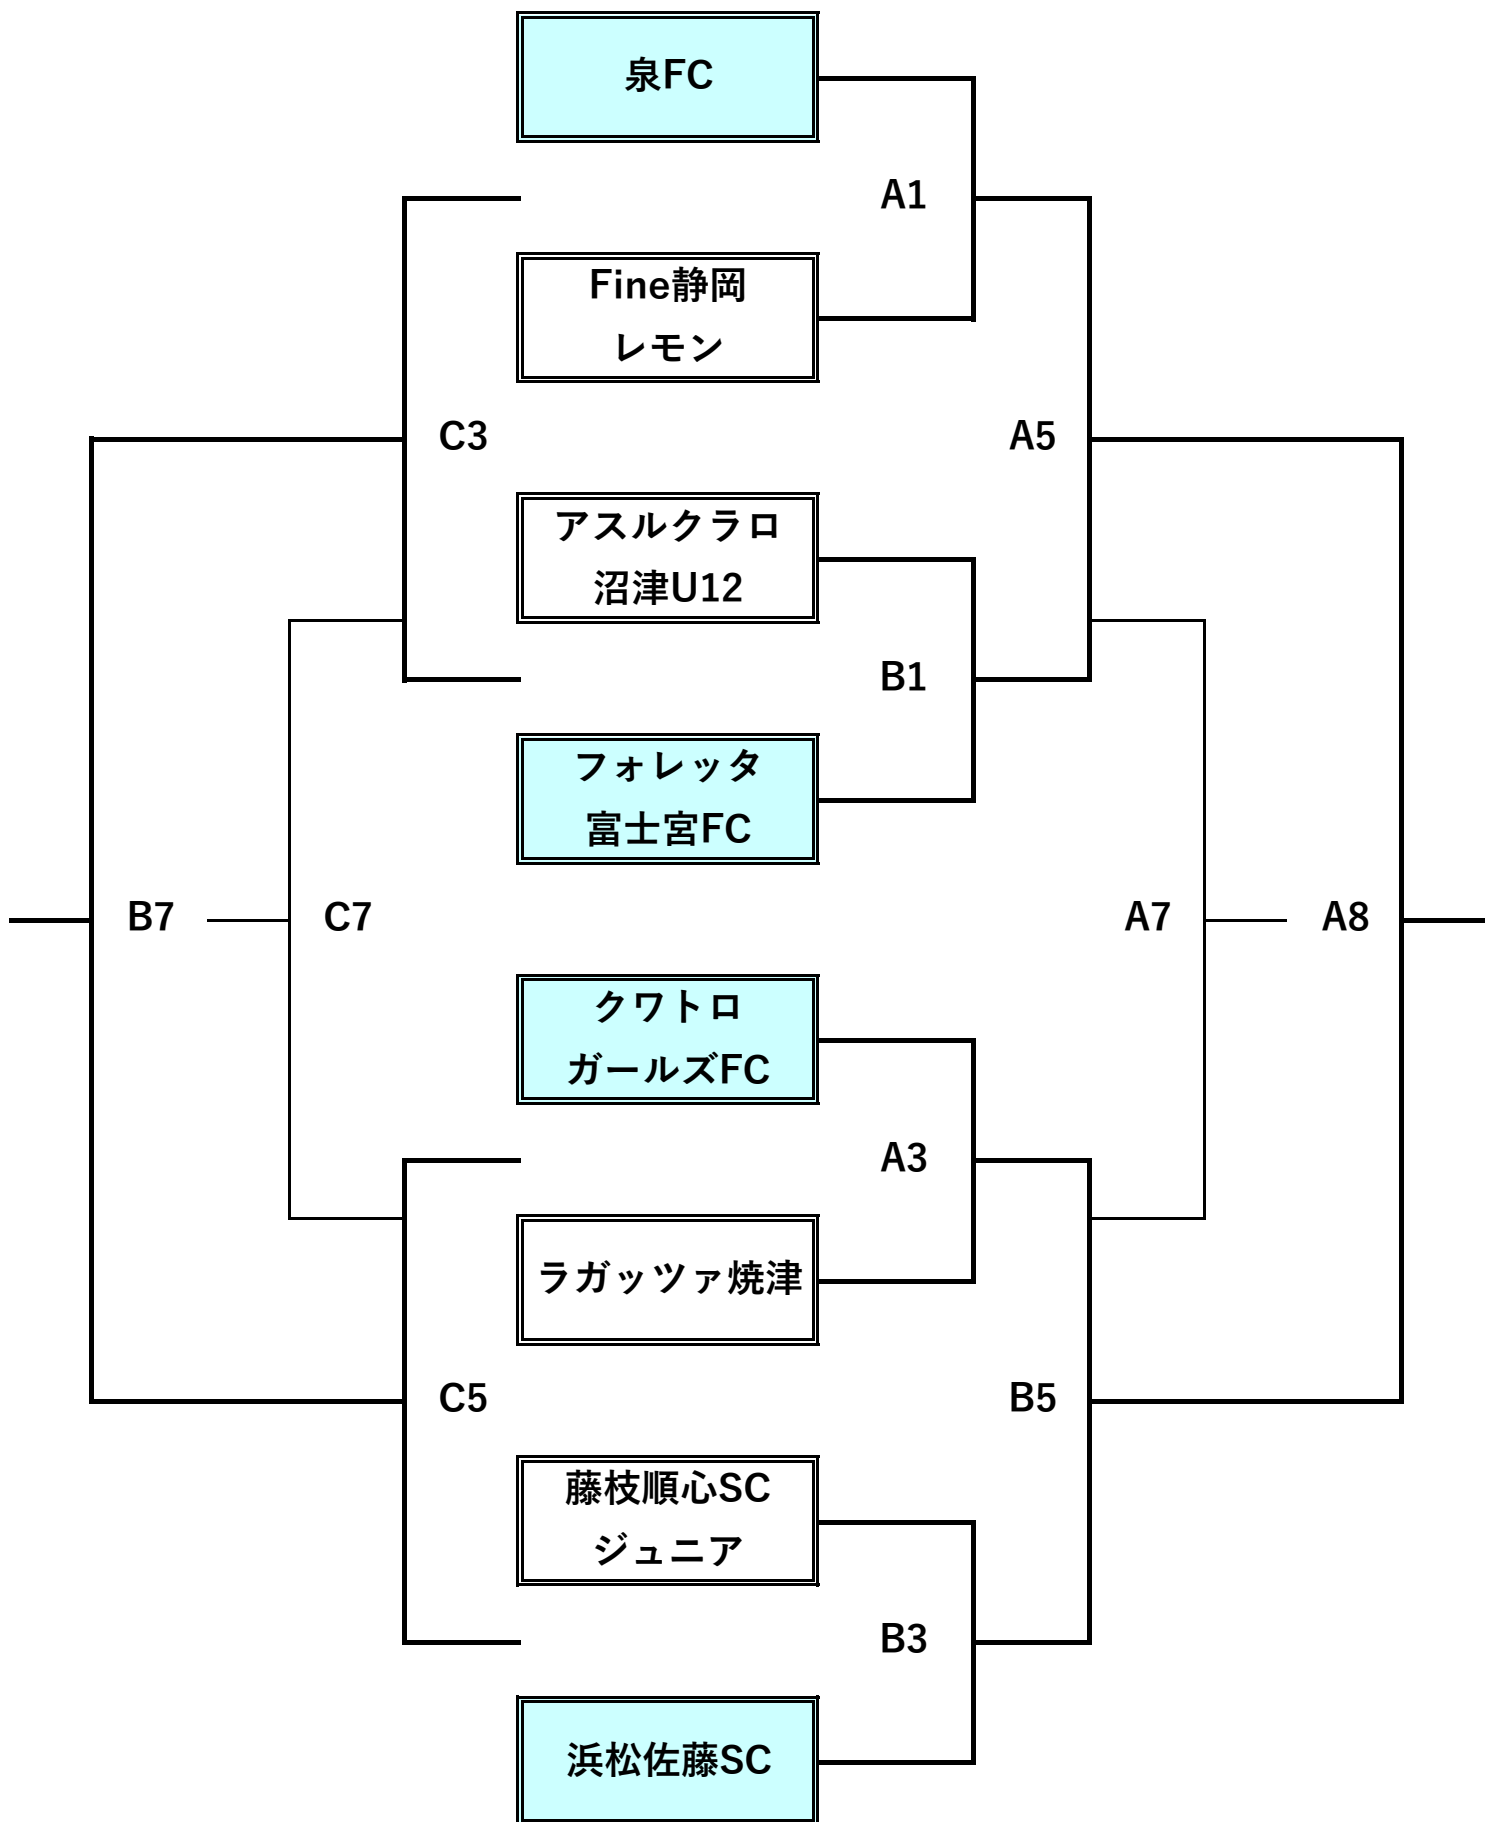 泉FC
A1
Fine静岡
レモン
C3
A5
アスルクラロ
沼津U12
B1
フォレッタ
富士宮FC
B7
C7
A7
A8
クワトロ
ガールズFC
A3
ラガッツァ焼津
C5
B5
藤枝順心SC
ジュニア
B3
浜松佐藤SC